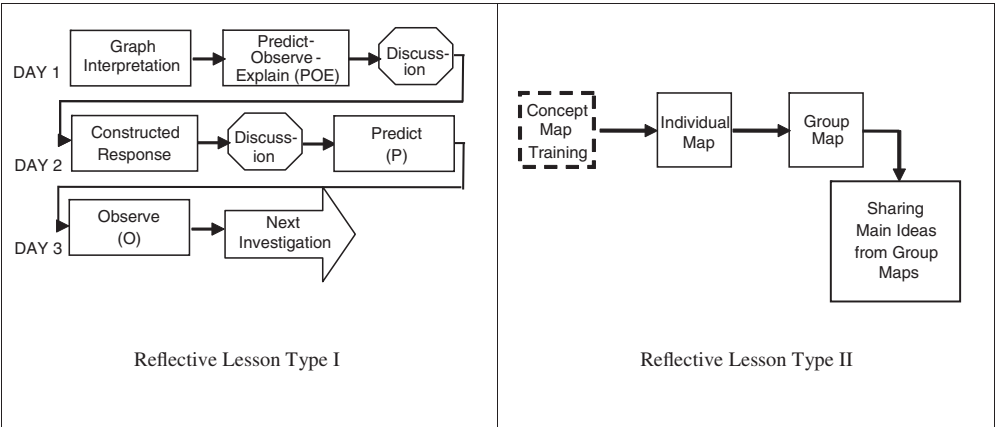 DAY 1
Graph
Interpretation
Predict-
Observe -
Explain (POE)
Discuss-
ion
DAY 2
Constructed
Response
Discuss-
ion
Predict
(P)
DAY 3
Observe
(O)
Next
Investigation
Reflective Lesson Type I
Concept
Map
Training
Individual
Map
Group
Map
Sharing
Main Ideas
from Group
Maps
Reflective Lesson Type II